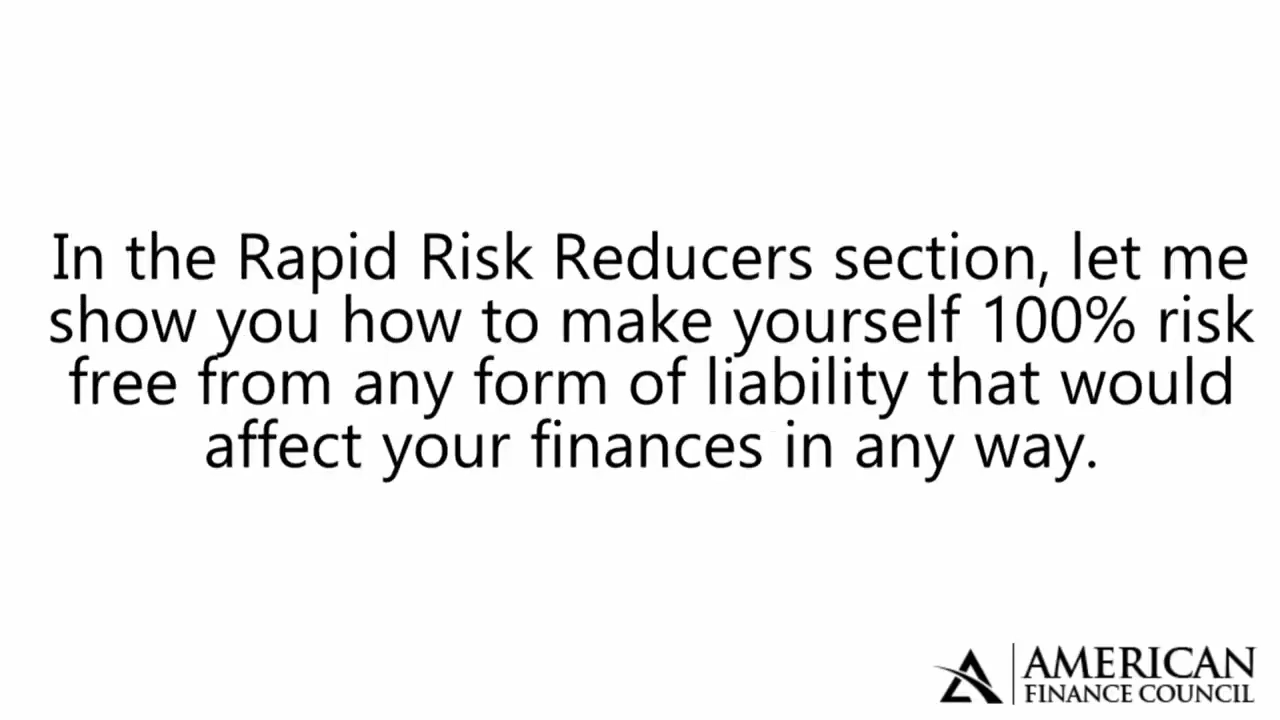 In the Rapid Risk Reducers section, let me
show you how to make yourself 100% risk
free from any form of liability that would
affect your finances in any way.
AMERICAN
FINANCE COUNCIL